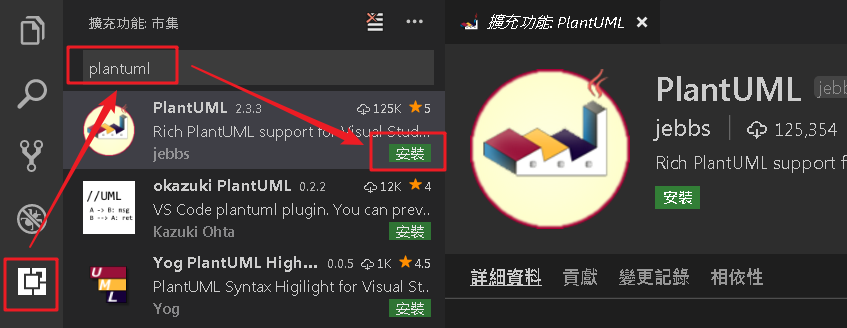 擴充功能: 市集
plantuml
PlantUML 2.3.3 125K 5
Rich PlantUML support for Visual Stud...
jebbs 安裝
okazuki PlantUML 0.2.2 12K 4
VS Code plantuml plugin. You can prev..
Kazuki Ohta 安裝
Yog PlantUML High... 0.0.5 1K 4.5
PlantUML Syntax Higilight for Visual St..
Yog 安裝
//UML
A -> B: msg
B --> A: ret
U M L
擴充功能: PlantUML
PlantUML jebb
jebbs 125,354
Rich PlantUML support f
安裝
詳細資料 貢獻 變更記錄 相依性